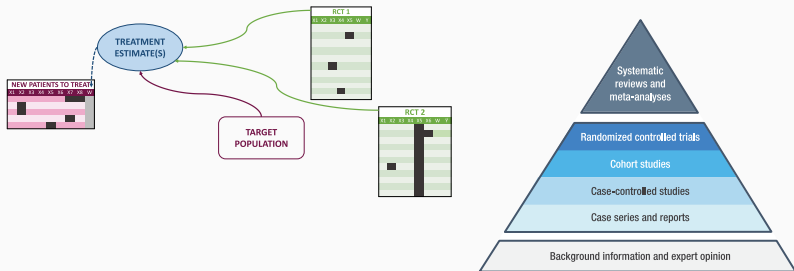 TREATMENT
ESTIMATE(S)
RCT 1
X1 X2 X3 X4 X5 W Y
NEW PATIENTS TO TREAT
X1 X2 X3 X4 X5 X6 X7 X8 W
RCT 2
X1 X2 X3 X4 X5 X6 W Y
TARGET
POPULATION
Systematic
reviews and
meta-analyses
Randomized controlled trials
Cohort studies
Case-controlled studies
Case series and reports
Background information and expert opinion